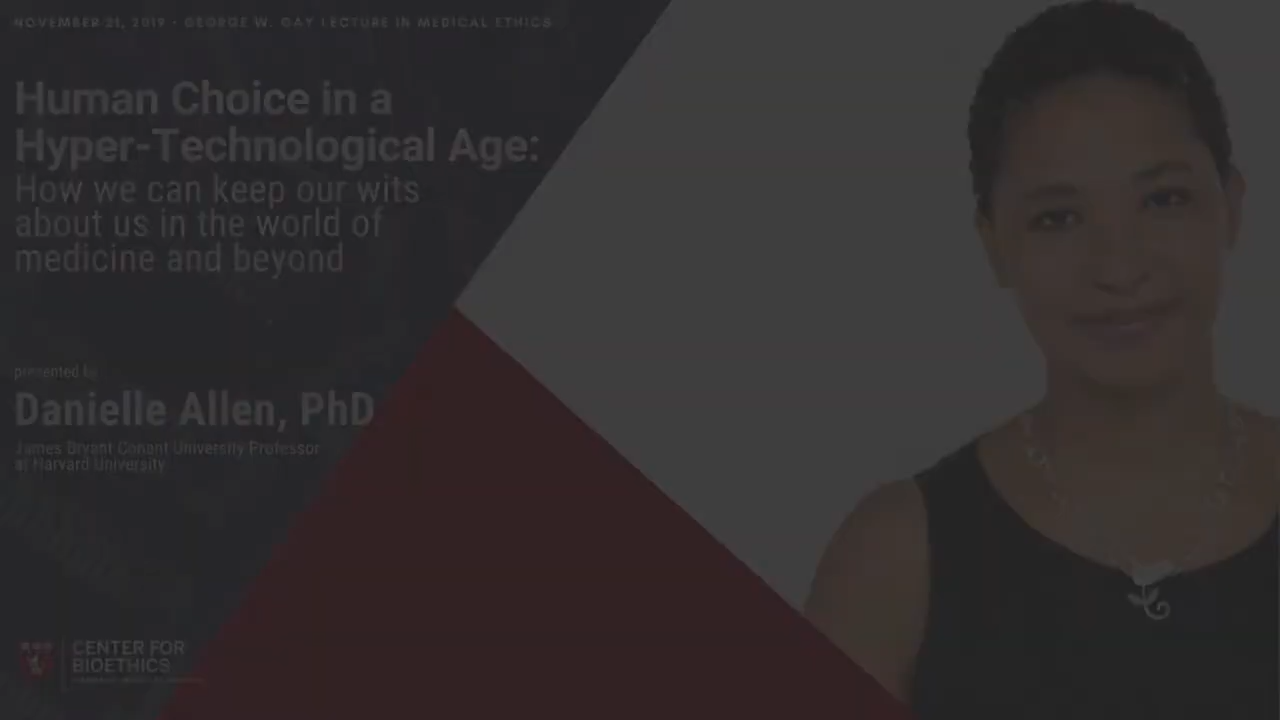 NOVEMBER 21, 2019 · GEORGE W. GAY LECTURE IN MEDICAL ETHICS
Human Choice in a
Hyper-Technological Age:
How we can keep our wits
about us in the world of
medicine and beyond
presented by
Danielle Allen, PhD
James Bryant Conant University Professor
at Harvard University
CENTER FOR
BIOETHICS